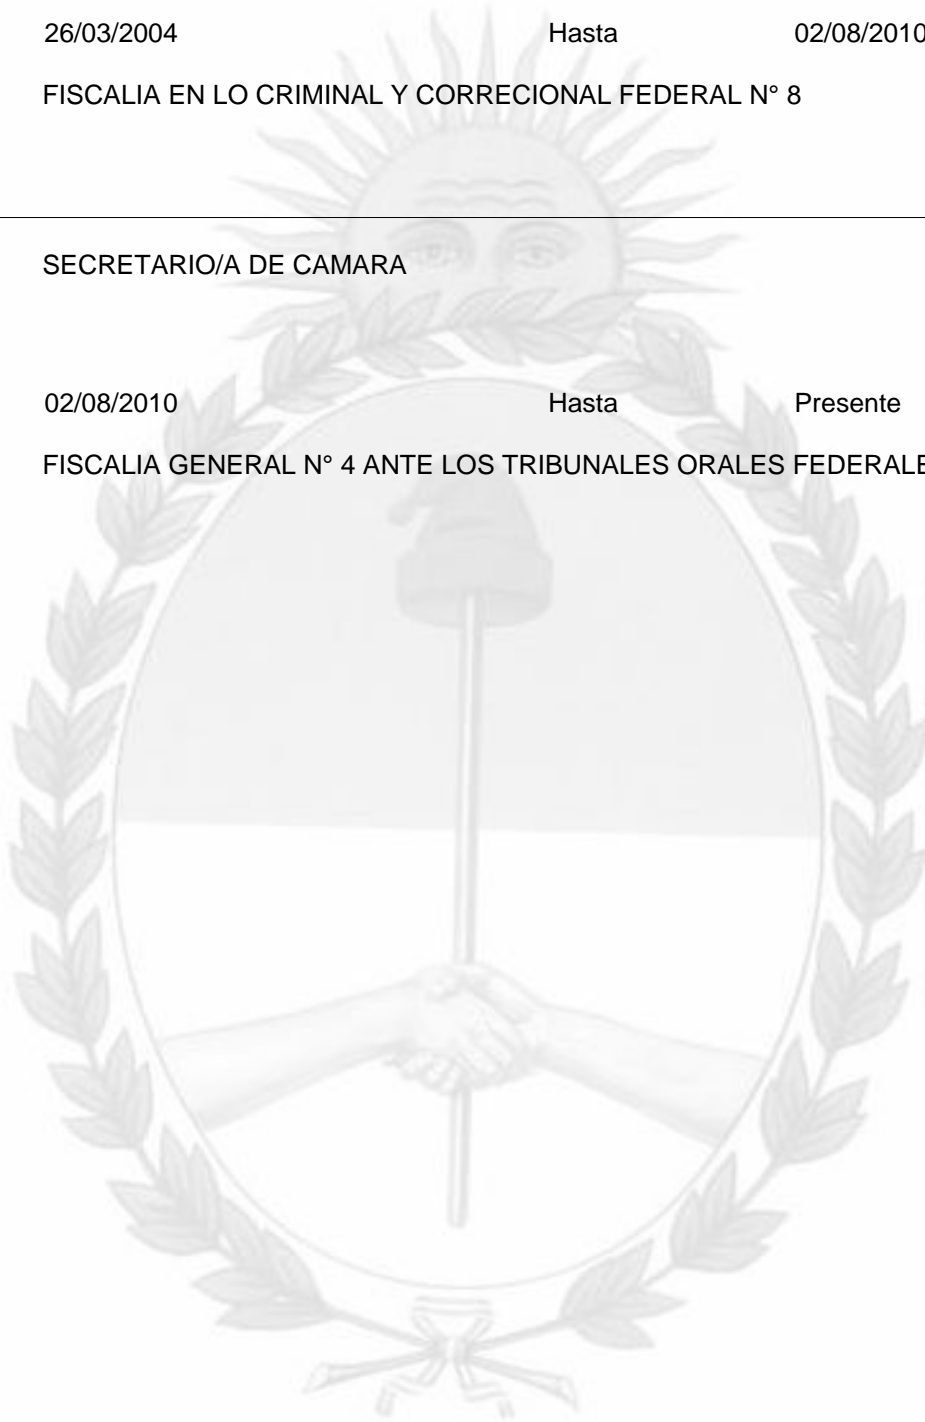 26/03/2004 Hasta 02/08/2010
FISCALIA EN LO CRIMINAL Y CORRECIONAL FEDERAL N° 8
SECRETARIO/A DE CAMARA
02/08/2010 Hasta Presente
FISCALIA GENERAL N° 4 ANTE LOS TRIBUNALES ORALES